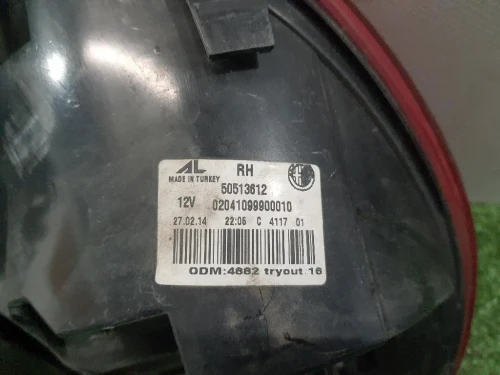 AL RH
MADE IN TURKEY 50513612
12V 02041099900010
27.02.14 22:05 C 4117 01
ODM:4882 tryout 16